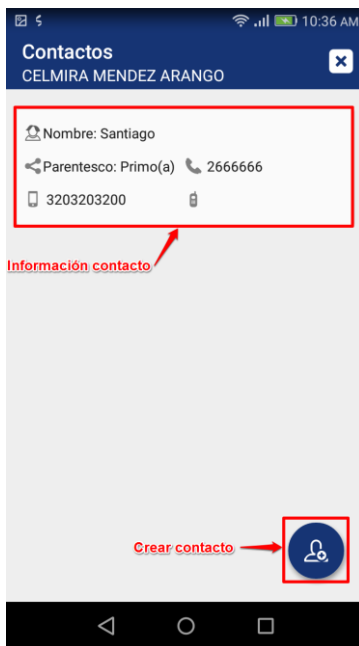 10:36 AM
Contactos
CELMIRA MENDEZ ARANGO
Nombre: Santiago
Parentesco: Primo(a) 2666666
3203203200
Información contacto
Crear contacto